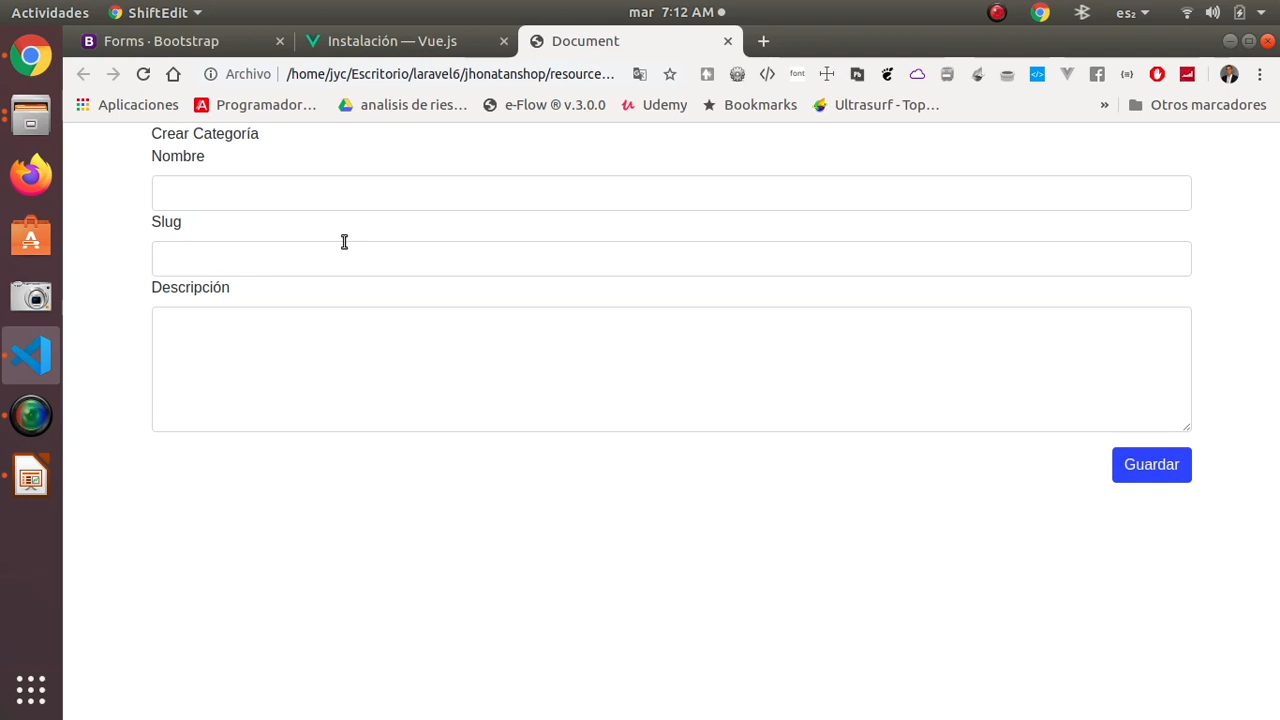 Actividades ShiftEdit mar 7:12 AM es₂
Forms · Bootstrap Instalación — Vue.js Document
Archivo /home/jyc/Escritorio/laravel6/jhonatanshop/resource... font
Aplicaciones Programador... analisis de ries... e-Flow ® v.3.0.0 Udemy Bookmarks Ultrasurf - Top... » Otros marcadores
Crear Categoría
Nombre
Slug
Descripción
Guardar